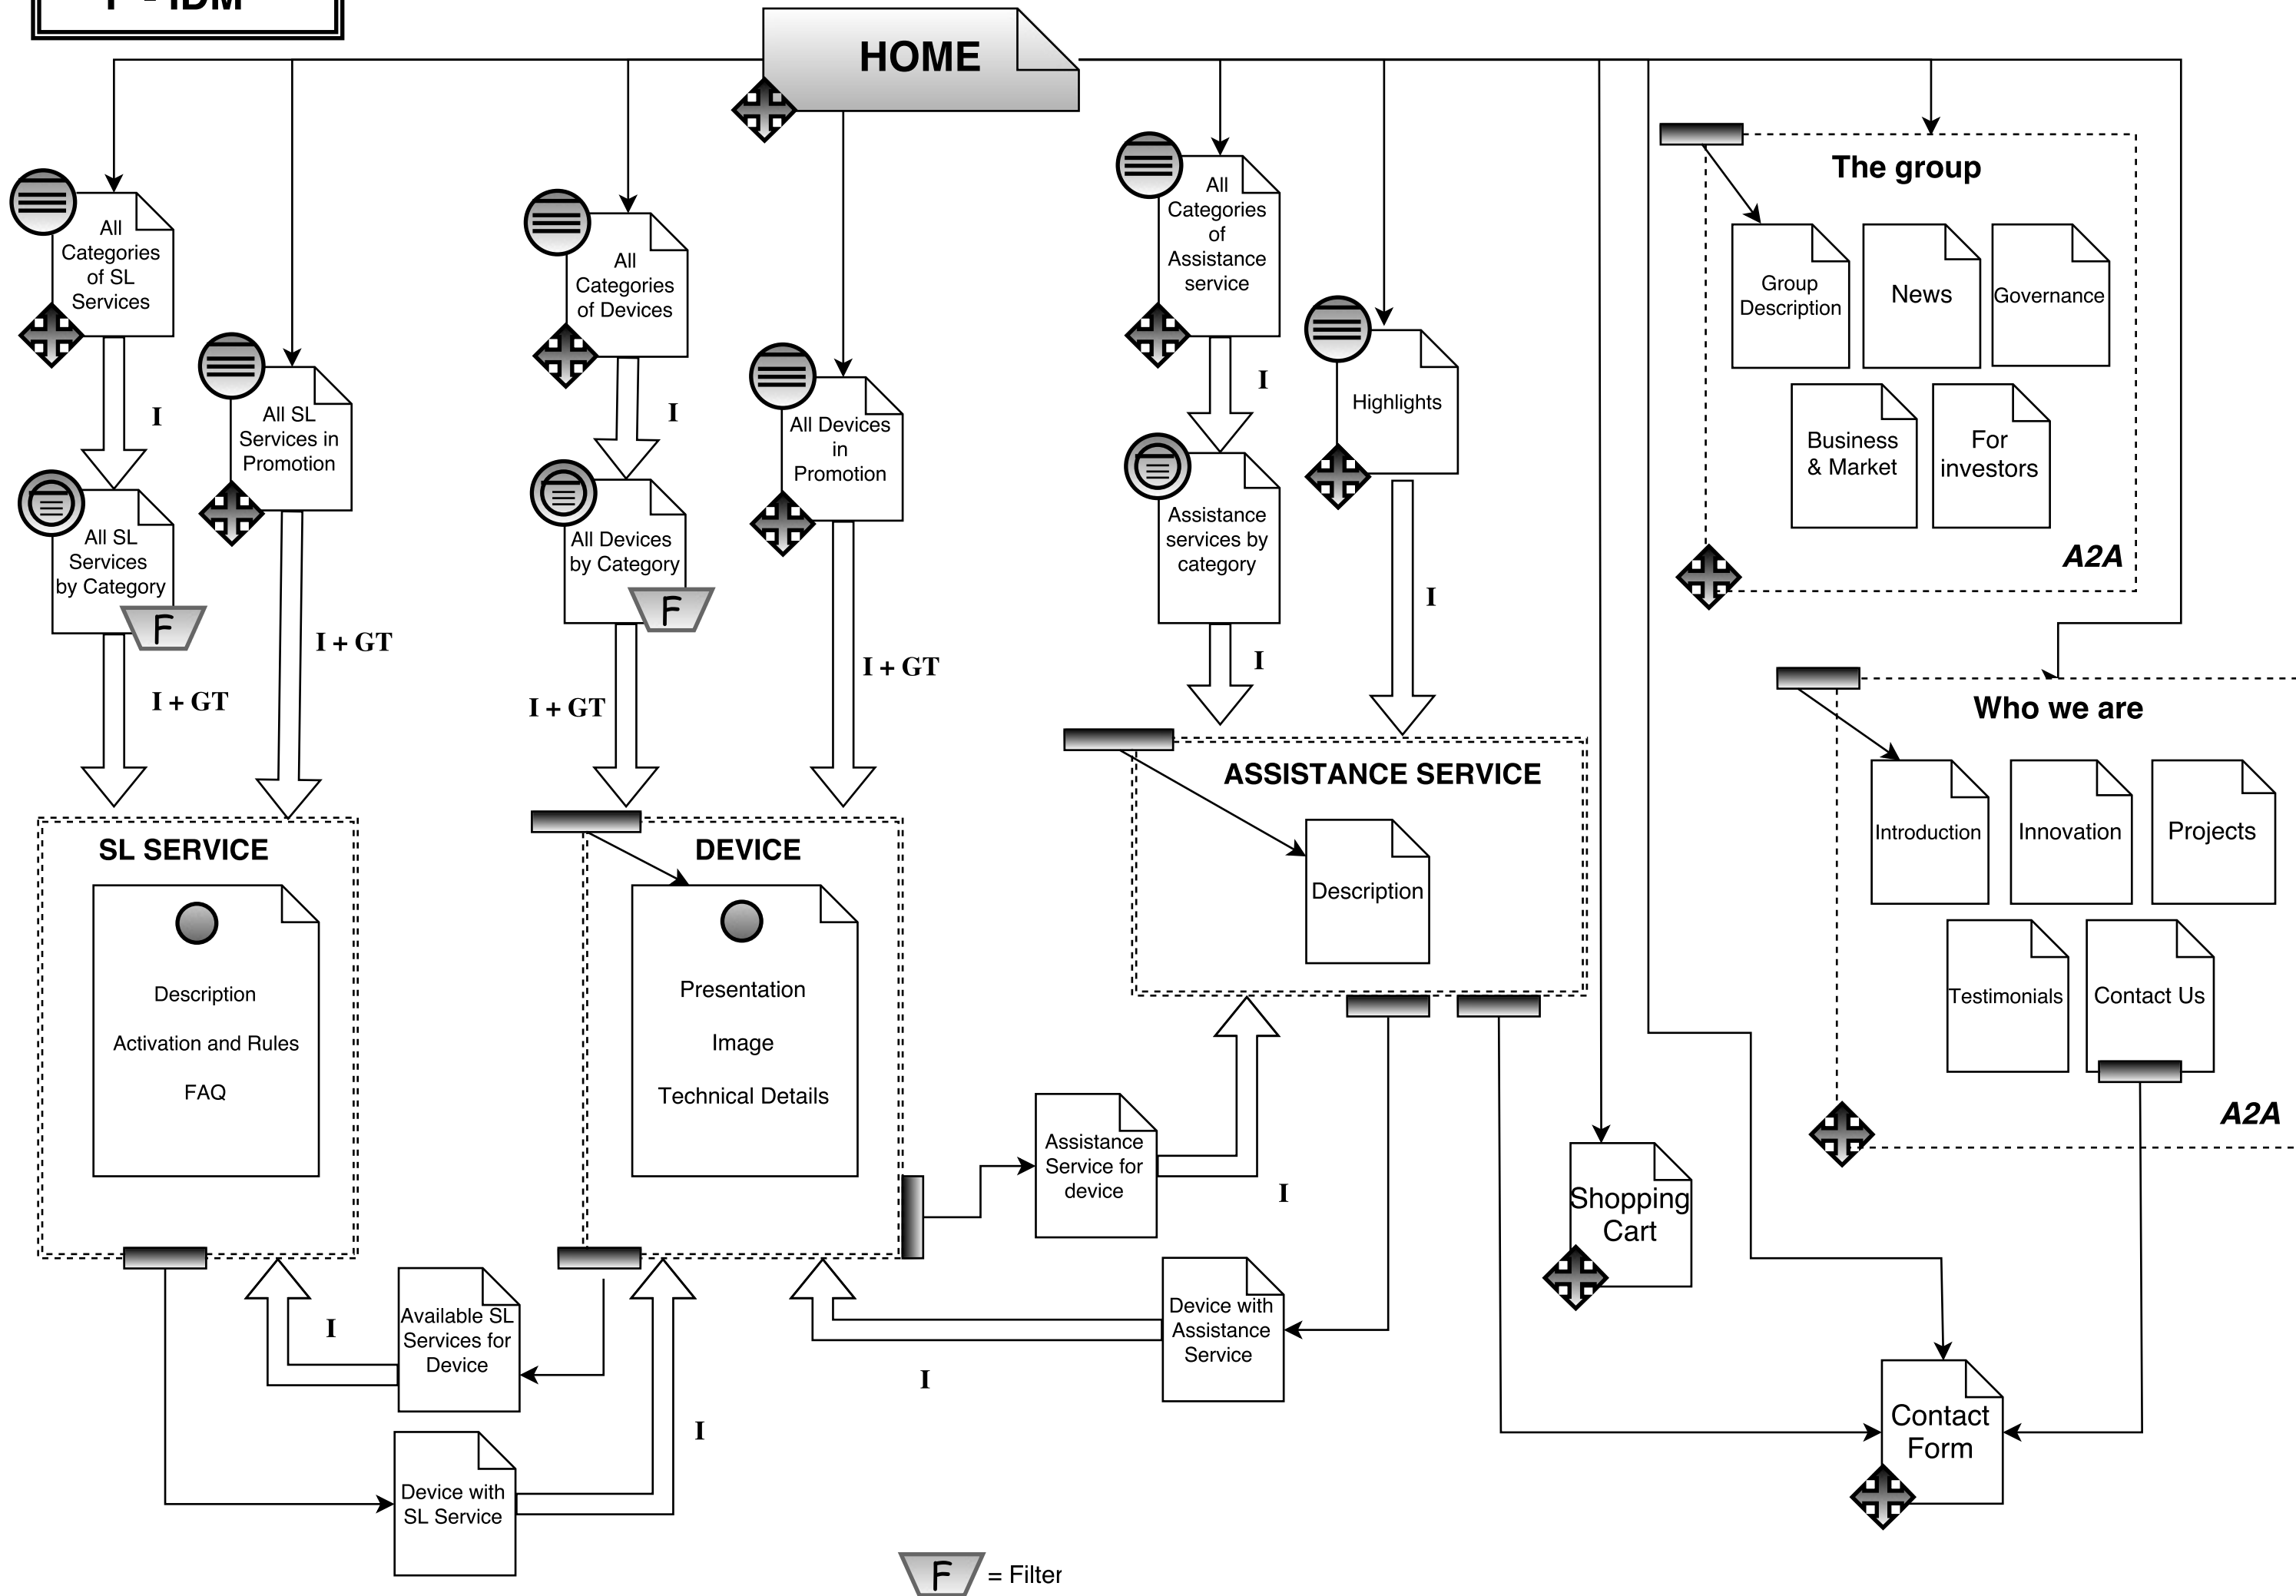 - IDM
HOME
All
Categories
of SL
Services
I
All SL
Services
by Category
I + GT
All SL
Services in
Promotion
I + GT
All
Categories
of Devices
I
All Devices
by Category
F
F
I + GT
All Devices
in
Promotion
I + GT
All
Categories
of
Assistance
service
I
Assistance
services by
category
I
Highlights
I
The group
Group
Description
News
Governance
Business
& Market
For
investors
A2A
Who we are
Introduction
Innovation
Projects
Testimonials
Contact Us
A2A
SL SERVICE
Description
Activation and Rules
FAQ
DEVICE
Presentation
Image
Technical Details
ASSISTANCE SERVICE
Description
Assistance
Service for
device
I
Shopping
Cart
Available SL
Services for
Device
I
Device with
SL Service
I
Device with
Assistance
Service
I
Contact
Form
F = Filter